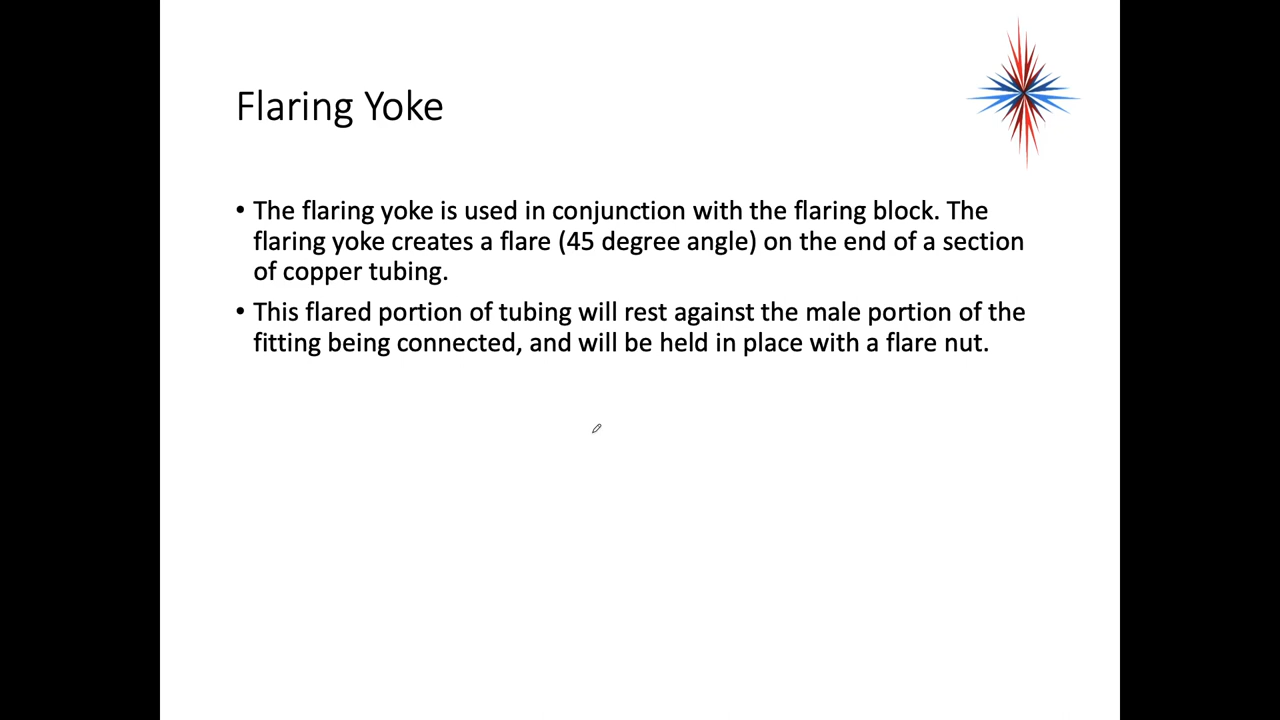 Flaring Yoke
• The flaring yoke is used in conjunction with the flaring block. The
flaring yoke creates a flare (45 degree angle) on the end of a section
of copper tubing.
• This flared portion of tubing will rest against the male portion of the
fitting being connected, and will be held in place with a flare nut.